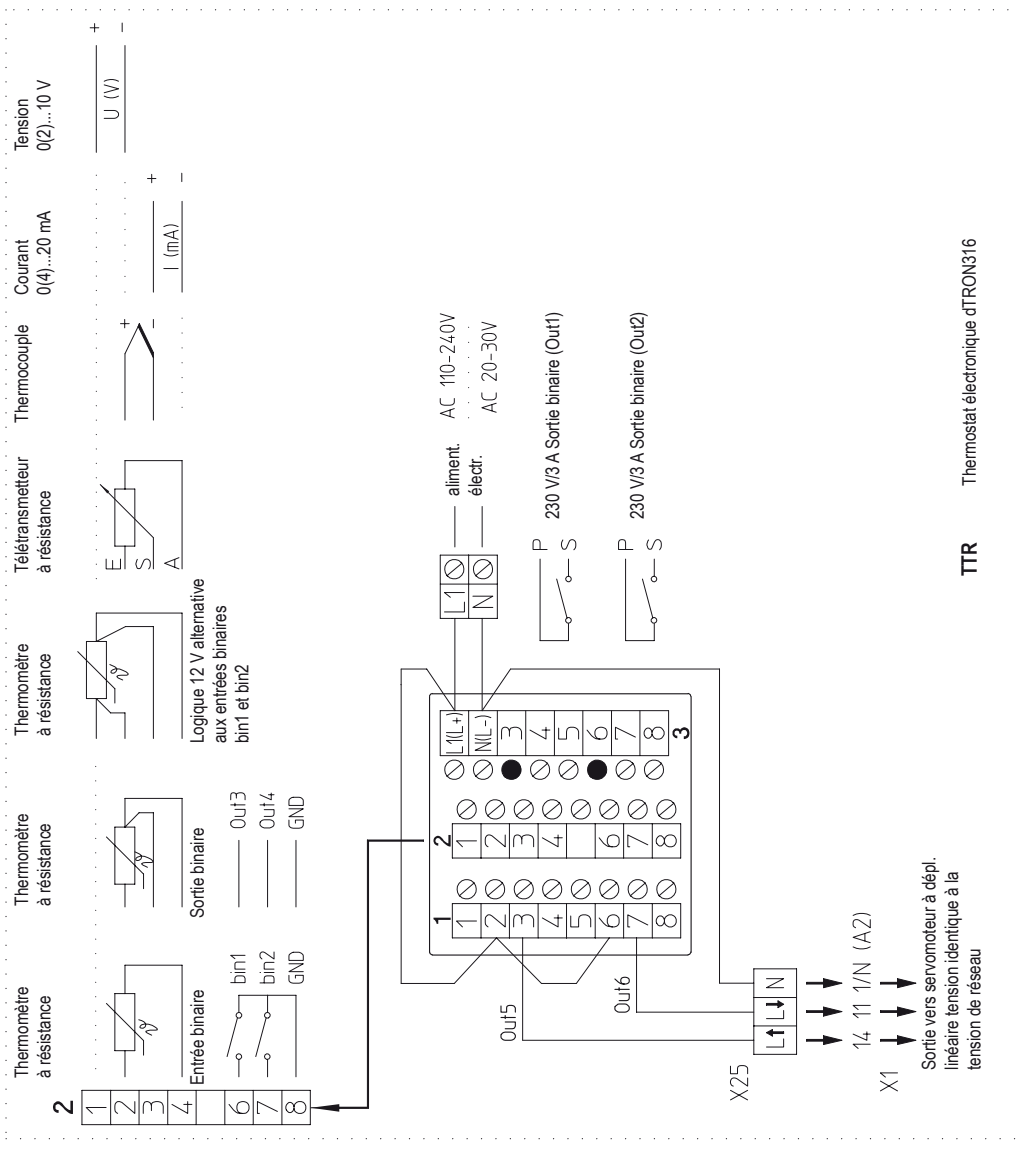 2
1
2
3
4
6
7
8
Thermomètre
à résistance
ϑ
Thermomètre
à résistance
ϑ
Thermomètre
à résistance
ϑ
Télétransmetteur
à résistance
E
S
A
Thermocouple
+
−
Courant
0(4)...20 mA
+
−
I (mA)
Tension
0(2)...10 V
+
−
U (V)
Entrée binaire
bin1
bin2
GND
Sortie binaire
Out3
Out4
GND
Logique 12 V alternative
aux entrées binaires
bin1 et bin2
1
1
2
3
4
5
6
7
8
2
1
2
3
4
6
7
8
L1(L+)
N(L-)
3
4
5
6
7
8
3
L1
N
aliment.
électr.
AC 110-240V
AC 20-30V
P
S
230 V/3 A Sortie binaire (Out1)
P
S
230 V/3 A Sortie binaire (Out2)
Out5
Out6
X25
L↑ L↓ N
14 11 1/N (A2)
X1
Sortie vers servomoteur à dépl.
linéaire tension identique à la
tension de réseau
TTR Thermostat électronique dTRON316